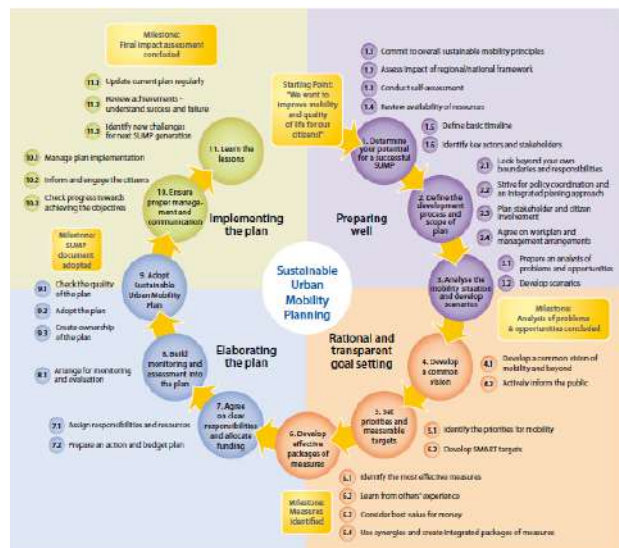 Milestone:
Final impact assessment
concluded
11.1 Update current plan regularly
11.2 Review achievements -
understand success and failure
11.3 Identify new challenges
for next SUMP generation
10.1 Manage plan implementation
10.2 Inform and engage the citizens
10.3 Check progress towards
achieving the objectives
11. Learn the
lessons
10. Ensure
proper manage-
ment and
communication
Implementing
the plan
Starting Point:
"We want to
improve mobility
and quality
of life for our
citizens!"
1.1 Commit to overall sustainable mobility principles
1.2 Assess impact of regional/national framework
1.3 Conduct self-assessment
1.4 Review availability of resources
1.5 Define basic timeline
1.6 Identify key actors and stakeholders
1. Determine
your potential
for a successful
SUMP
2.1 Look beyond your own
boundaries and responsibilities
2.2 Strive for policy coordination and
an integrated planning approach
2.3 Plan stakeholder and citizen
involvement
2.4 Agree on workplan and
management arrangements
2. Define the
development
process and
scope of
plan
Preparing
well
3.1 Prepare an analysis of
problems and opportunities
3.2 Develop scenarios
3. Analyse the
mobility situation
and develop
scenarios
Milestone:
SUMP
document
adopted
9.1 Check the quality
of the plan
9.2 Adopt the plan
9.3 Create ownership
of the plan
9. Adopt
Sustainable
Urban Mobility
Plan
Sustainable
Urban
Mobility
Planning
Milestone:
Analysis of problems
& opportunities concluded
8.1 Arrange for monitoring
and evaluation
8. Build
monitoring and
assessment into
the plan
Elaborating
the plan
Rational and
transparent
goal setting
4. Develop
a common
vision
4.1 Develop a common vision of
mobility and beyond
4.2 Actively inform the public
7.1 Assign responsibilities and resources
7.2 Prepare an action and budget plan
7. Agree
on clear
responsibilities
and allocate
funding
6. Develop
effective
packages of
measures
5. Set
priorities and
measurable
targets
5.1 Identify the priorities for mobility
5.2 Develop SMART targets
Milestone:
Measures
identified
6.1 Identify the most effective measures
6.2 Learn from others' experience
6.3 Consider best value for money
6.4 Use synergies and create integrated packages of measures